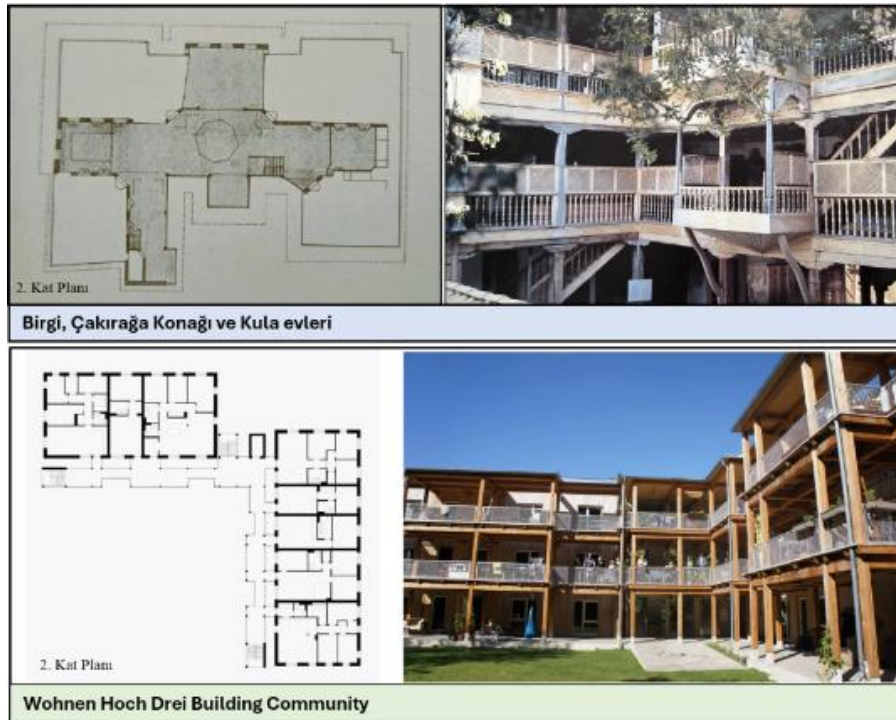 2. Kat Planı
Birgi, Çakırağa Konağı ve Kula evleri
2. Kat Planı
Wohnen Hoch Drei Building Community